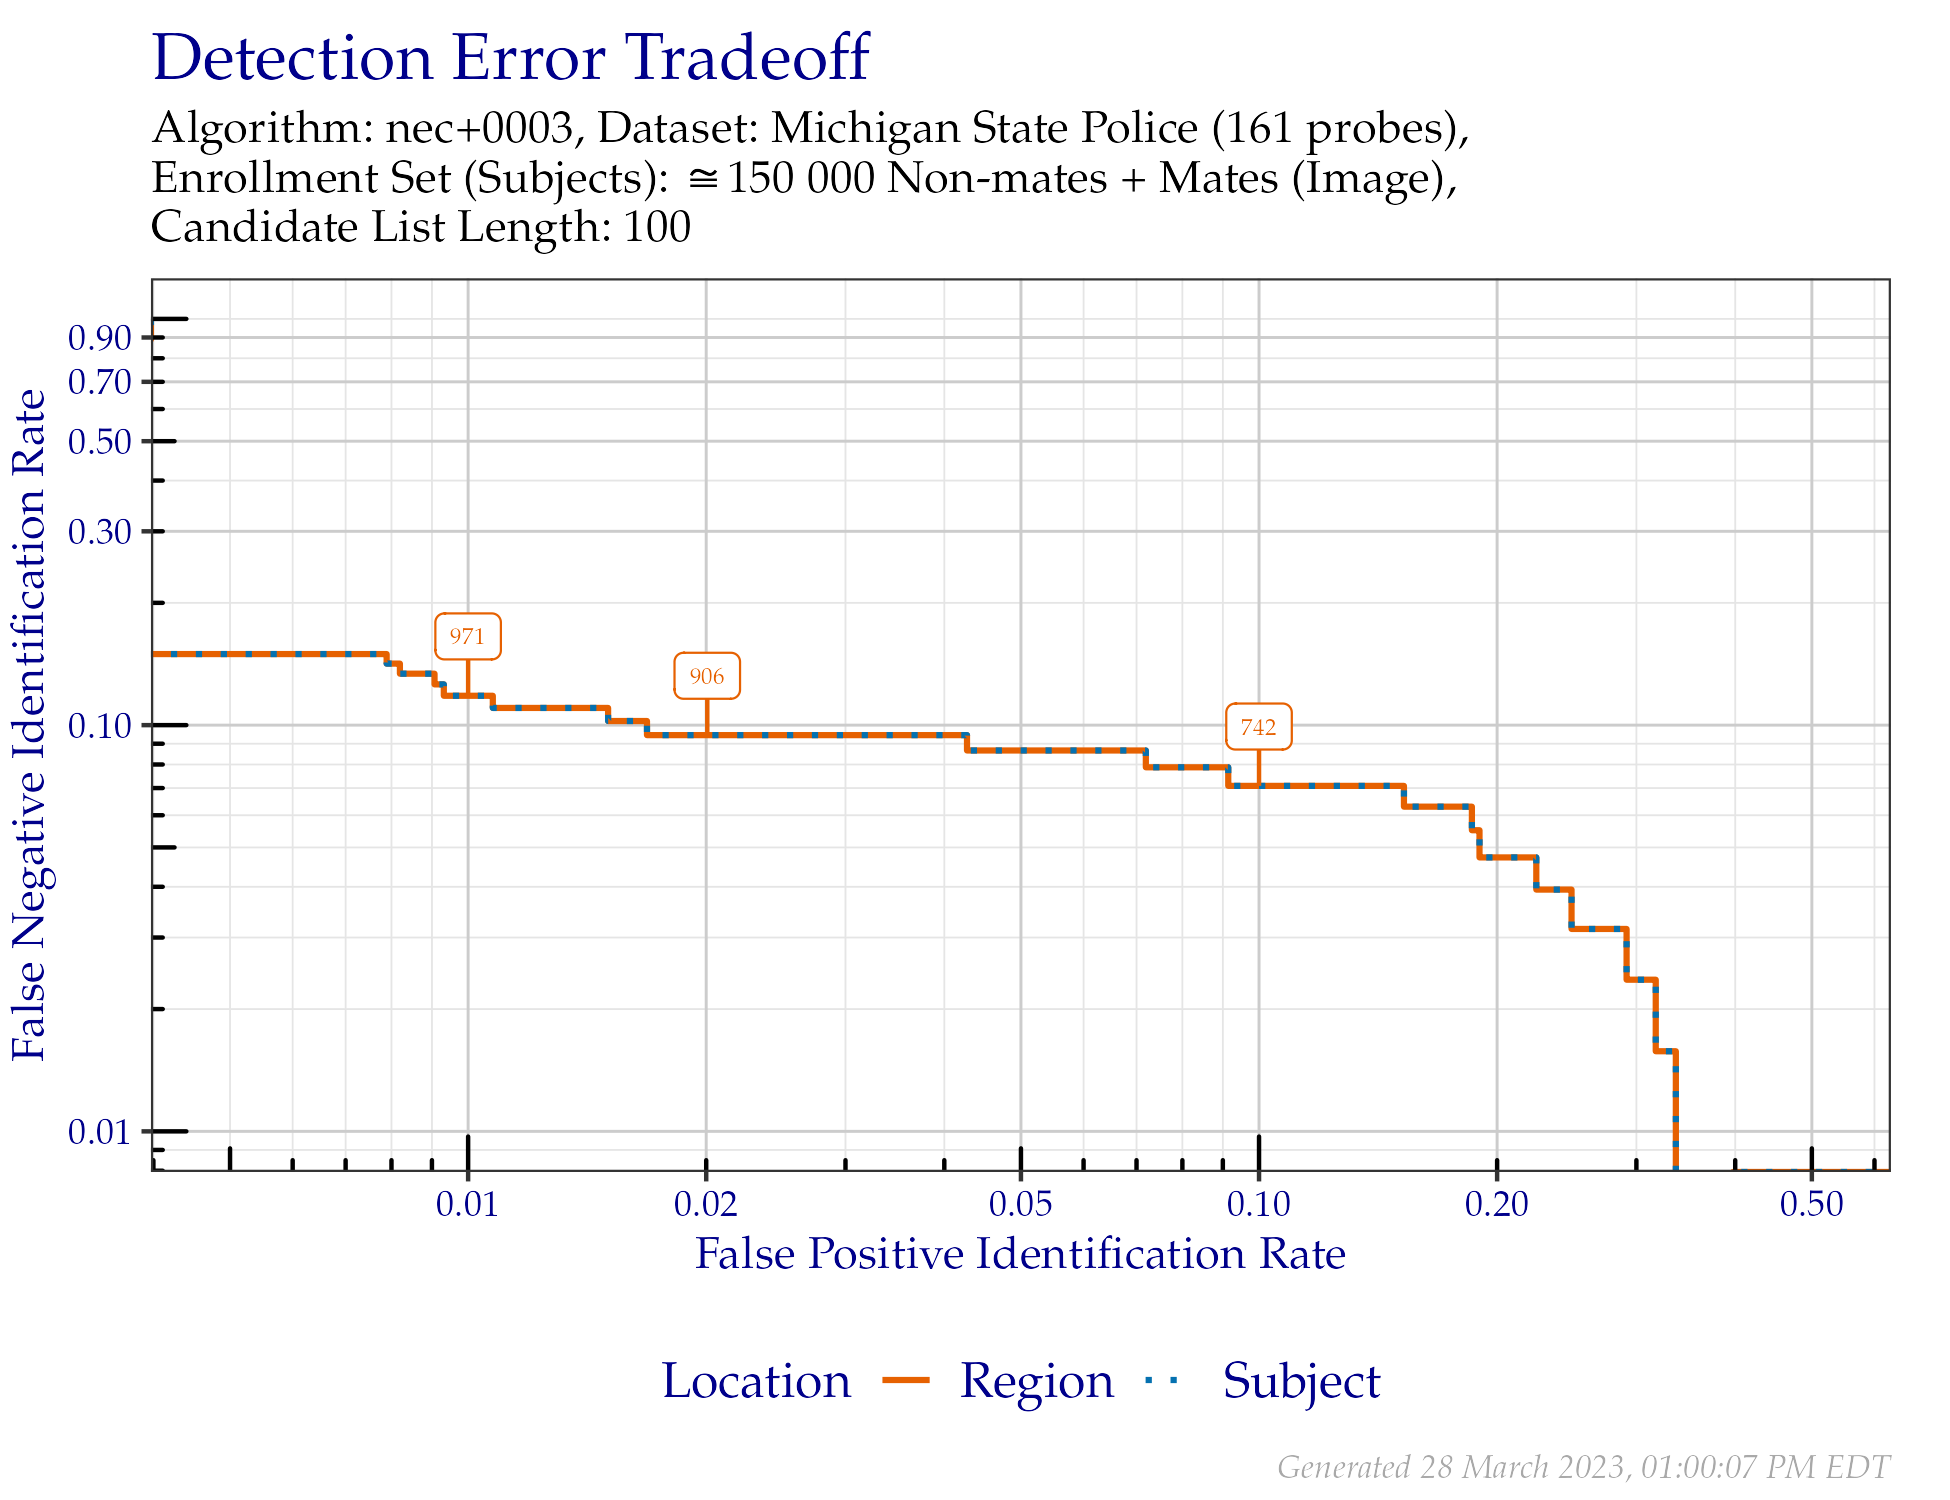 Detection Error Tradeoff
Algorithm: nec+0003, Dataset: Michigan State Police (161 probes),
Enrollment Set (Subjects): ≅ 150 000 Non-mates + Mates (Image),
Candidate List Length: 100
False Negative Identification Rate
0.90
0.70
0.50
0.30
0.10
0.01
971
906
742
0.01 0.02 0.05 0.10 0.20 0.50
False Positive Identification Rate
Location Region Subject
Generated 28 March 2023, 01:00:07 PM EDT